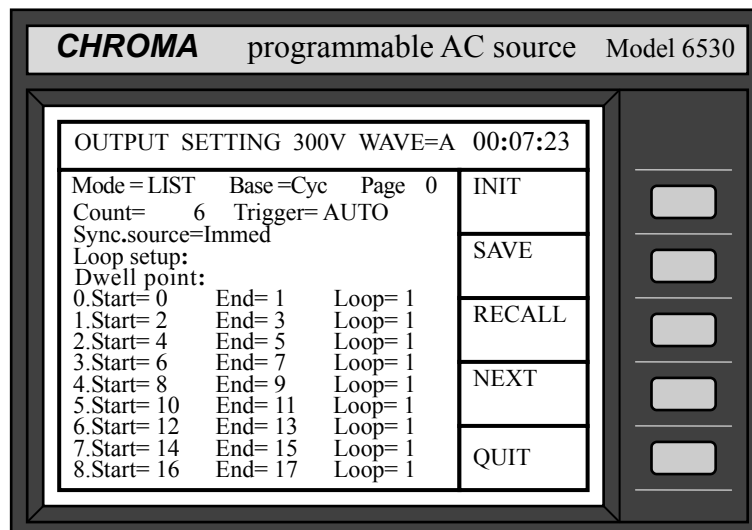 CHROMA programmable AC source Model 6530
OUTPUT SETTING 300V WAVE=A 00:07:23
Mode = LIST Base =Cyc Page 0
Count= 6 Trigger= AUTO
Sync.source=Immed
Loop setup:
Dwell point:
0.Start= 0 End= 1 Loop= 1
1.Start= 2 End= 3 Loop= 1
2.Start= 4 End= 5 Loop= 1
3.Start= 6 End= 7 Loop= 1
4.Start= 8 End= 9 Loop= 1
5.Start= 10 End= 11 Loop= 1
6.Start= 12 End= 13 Loop= 1
7.Start= 14 End= 15 Loop= 1
8.Start= 16 End= 17 Loop= 1
INIT
SAVE
RECALL
NEXT
QUIT